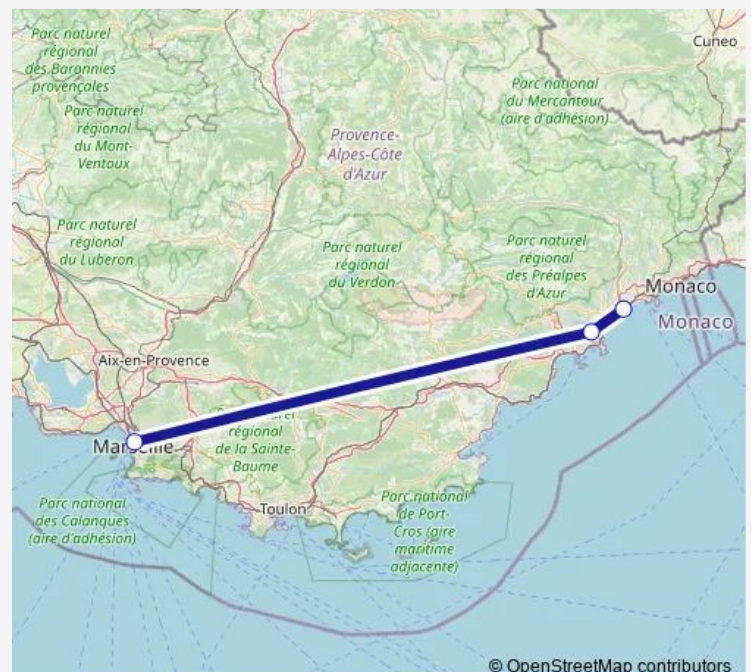 Parc naturel
régional
des Baronnies
provençales
Cuneo
Parc national
du Mercantour
(aire d'adhésion)
Parc naturel
régional
du Mont-
Ventoux
Provence-
Alpes-Côte
d'Azur
Parc naturel
régional
du Luberon
Parc naturel
régional
du Verdon
Parc naturel
régional
des Préalpes
d'Azur
Monaco
Monaco
Aix-en-Provence
régional
de la Sainte-
Baume
Marseille
Parc national
des Calanques
(aire d'adhésion)
Toulon
Parc national
de Port-
Cros (aire
maritime
adjacente)
© OpenStreetMap contributors